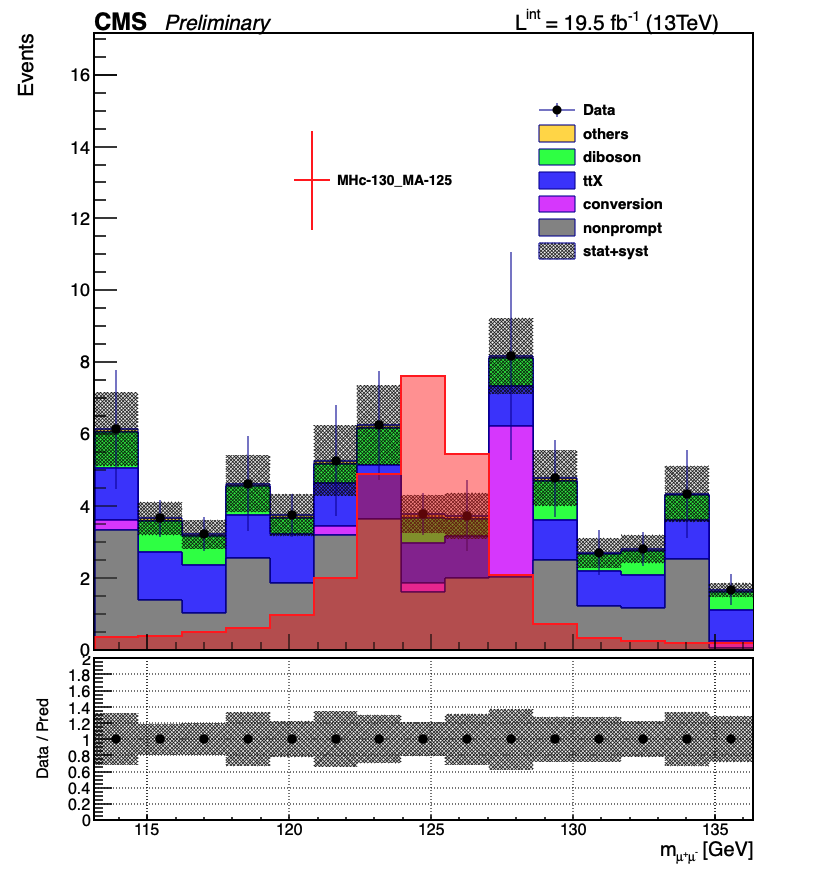 CMS Preliminary L^int = 19.5 fb^-1 (13TeV)
Events
16
14
12
10
8
6
4
2
0
Data
others
diboson
ttX
conversion
nonprompt
stat+syst
MHc-130_MA-125
Data / Pred
2
1.8
1.6
1.4
1.2
1
0.8
0.6
0.4
0.2
0
115 120 125 130 135
m_μ⁺μ⁻ [GeV]